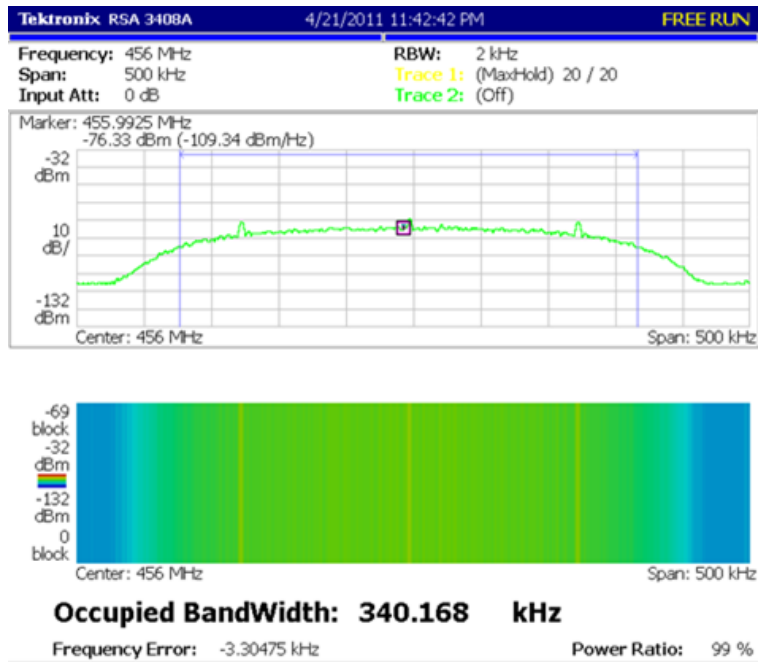 Tektronix RSA 3408A 4/21/2011 11:42:42 PM FREE RUN
Frequency: 456 MHz RBW: 2 kHz
Span: 500 kHz Trace 1: (MaxHold) 20 / 20
Input Att: 0 dB Trace 2: (Off)
Marker: 455.9925 MHz
-76.33 dBm (-109.34 dBm/Hz)
-32
dBm
10
dB/
-132
dBm
Center: 456 MHz Span: 500 kHz
-69
block
-32
dBm
-132
dBm
0
block
Center: 456 MHz Span: 500 kHz
Occupied BandWidth: 340.168 kHz
Frequency Error: -3.30475 kHz Power Ratio: 99 %